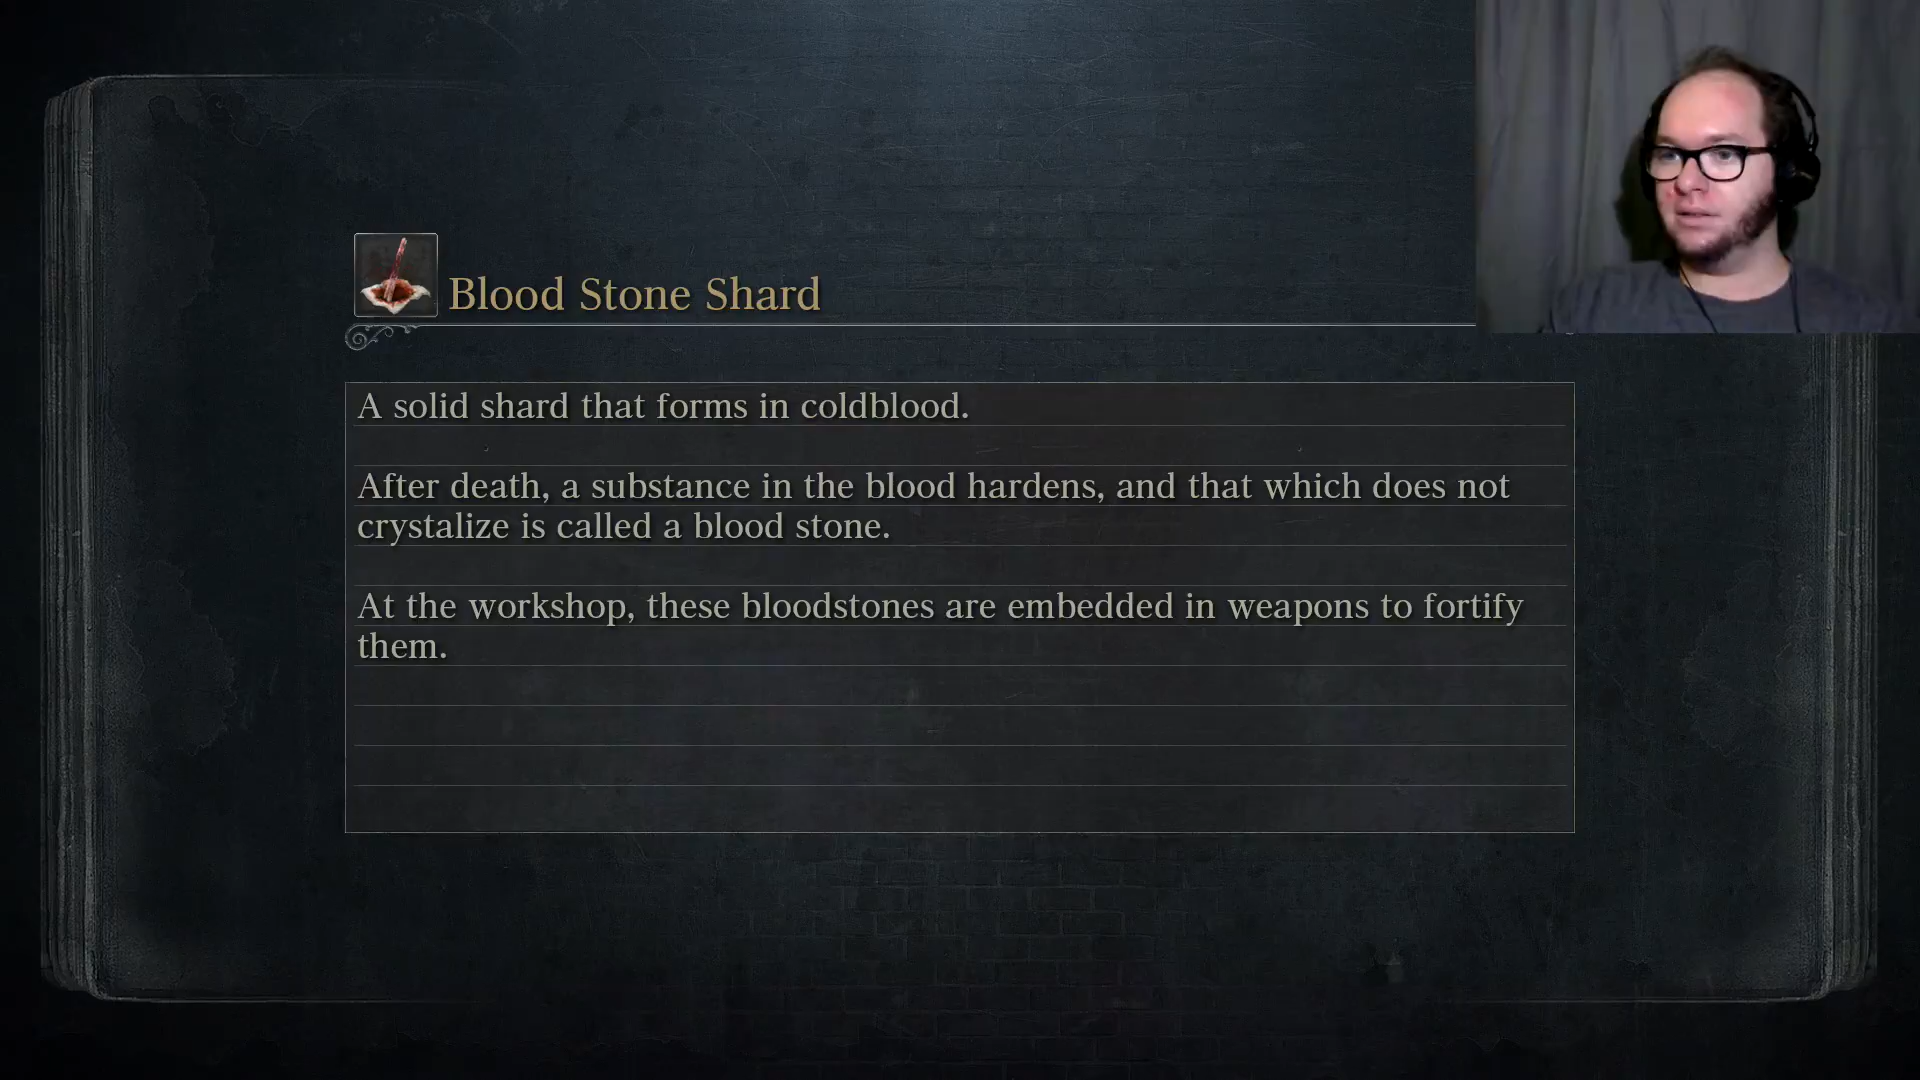 Blood Stone Shard
A solid shard that forms in coldblood.
After death, a substance in the blood hardens, and that which does not
crystalize is called a blood stone.
At the workshop, these bloodstones are embedded in weapons to fortify
them.